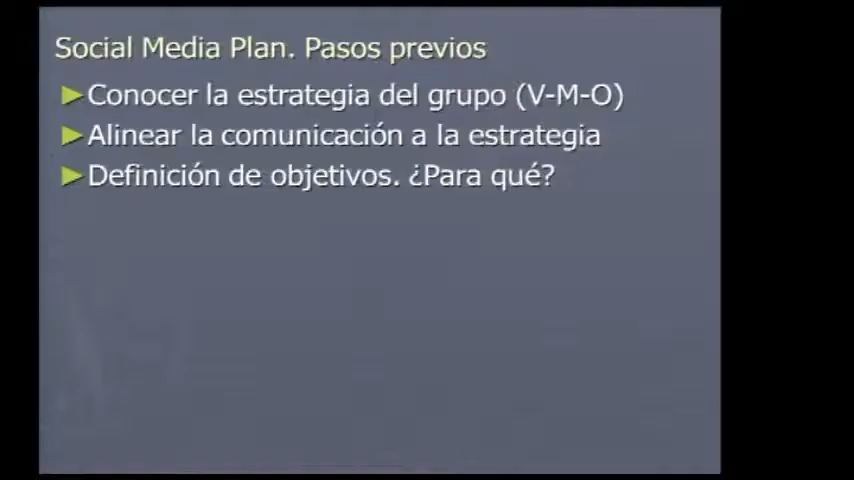 Social Media Plan. Pasos previos
►Conocer la estrategia del grupo (V-M-O)
►Alinear la comunicación a la estrategia
►Definición de objetivos. ¿Para qué?